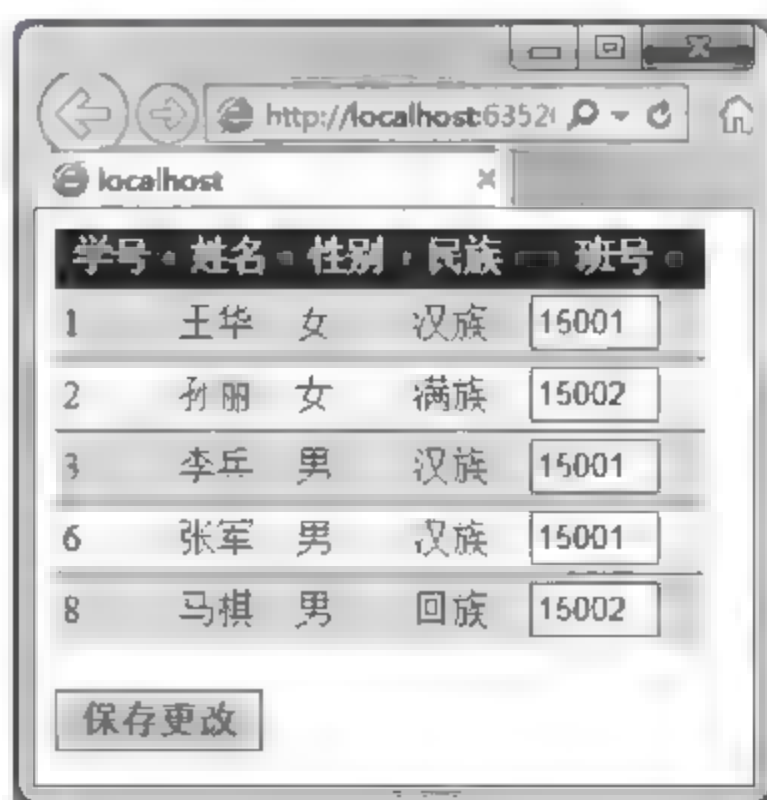 http://localhost:6352
localhost
学号 姓名 性别 民族 班号
1 王华 女 汉族 15001
2 孙丽 女 满族 15002
3 李兵 男 汉族 15001
6 张军 男 汉族 15001
8 马棋 男 回族 15002
保存更改